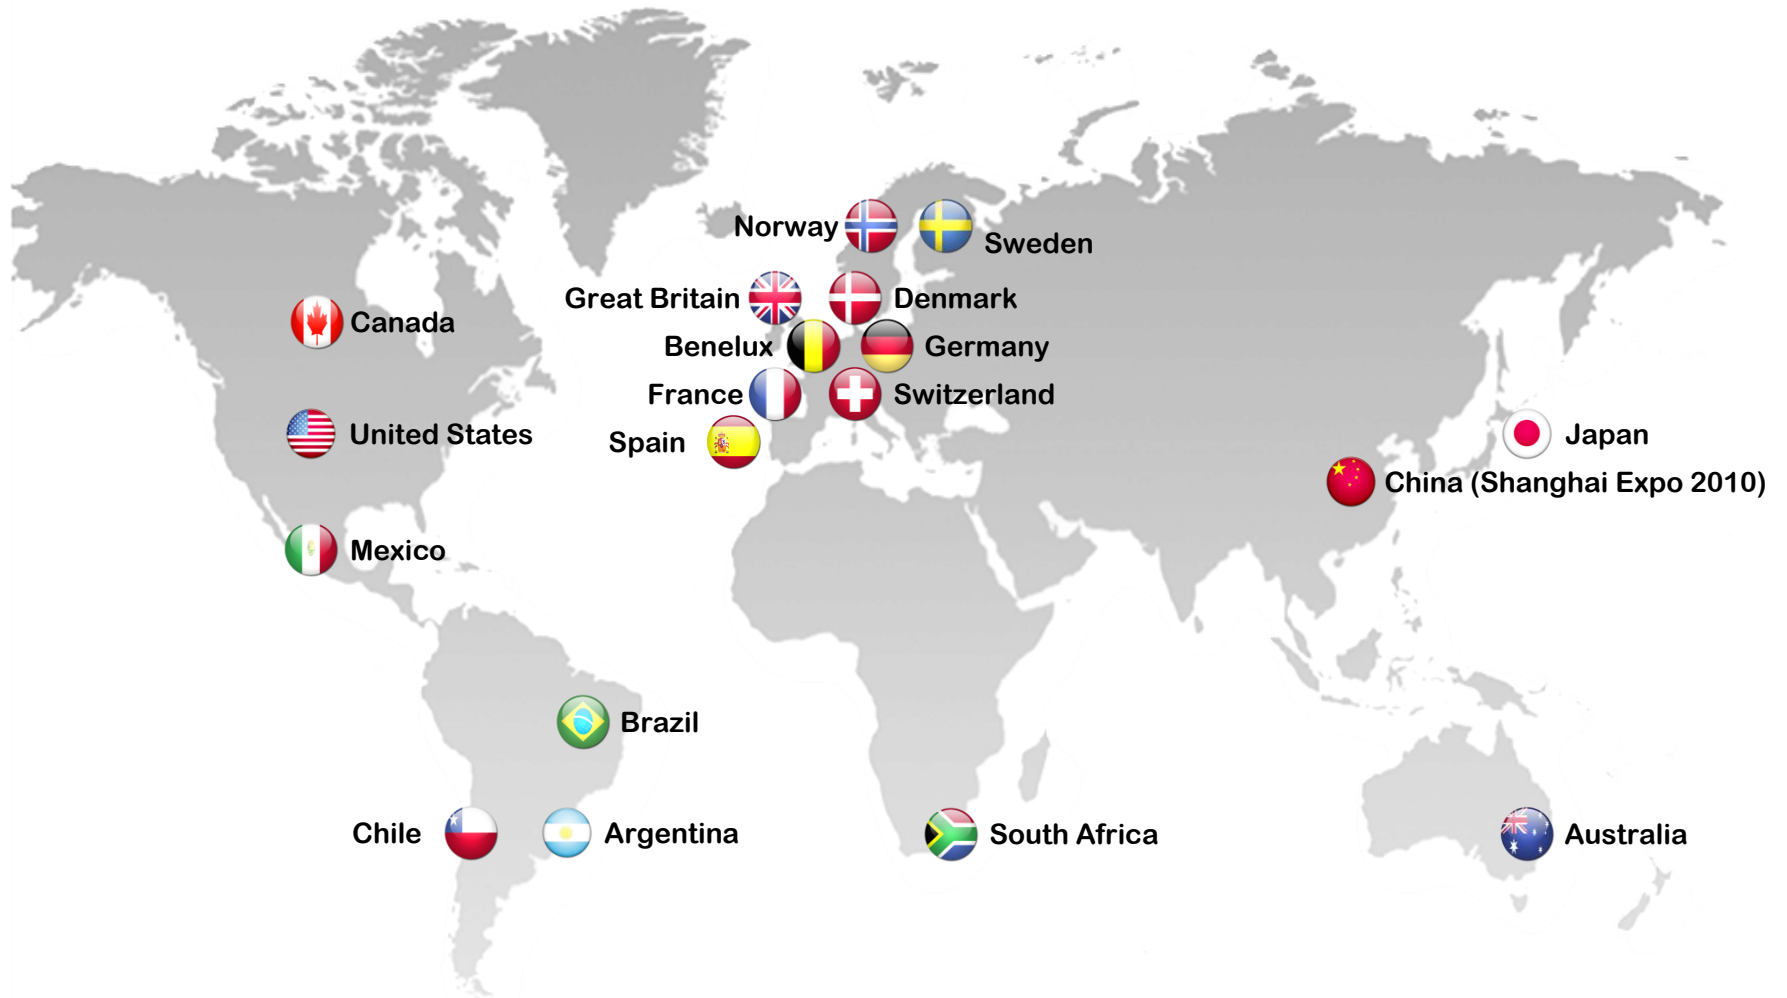 Norway
Sweden
Great Britain
Denmark
Canada
Benelux
Germany
France
Switzerland
United States
Spain
Japan
China (Shanghai Expo 2010)
Mexico
Brazil
Chile
Argentina
South Africa
Australia